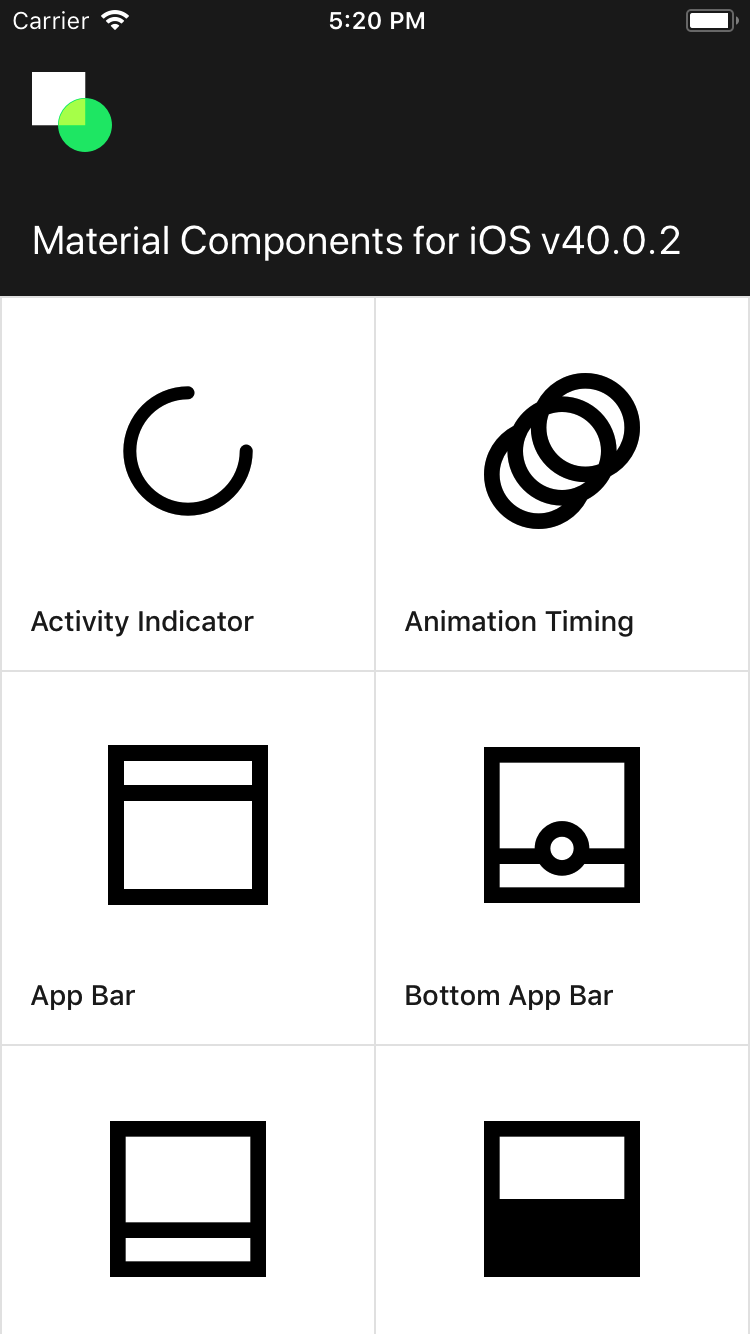 Carrier 5:20 PM
Material Components for iOS v40.0.2
Activity Indicator
Animation Timing
App Bar
Bottom App Bar